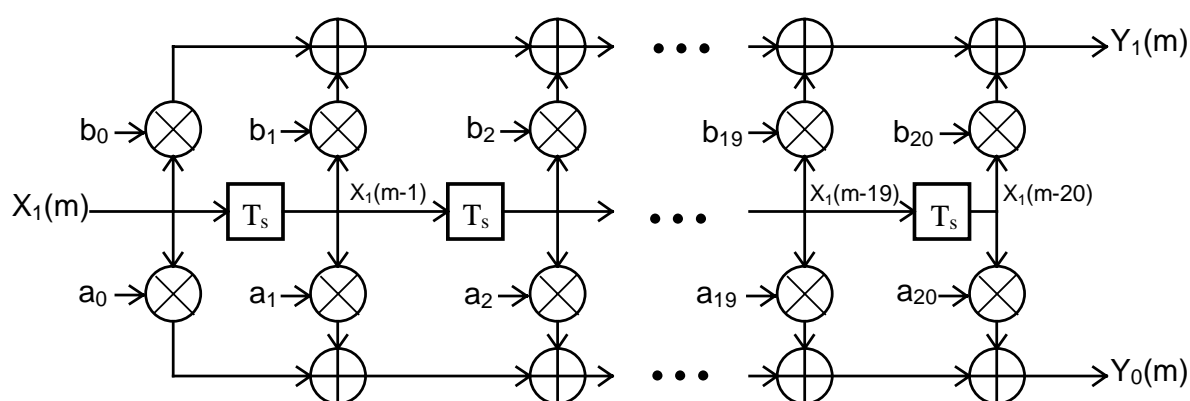 Y₁(m)
b₀ b₁ b₂ b₁₉ b₂₀
X₁(m) Tₛ X₁(m-1) Tₛ X₁(m-19) Tₛ X₁(m-20)
a₀ a₁ a₂ a₁₉ a₂₀
Y₀(m)